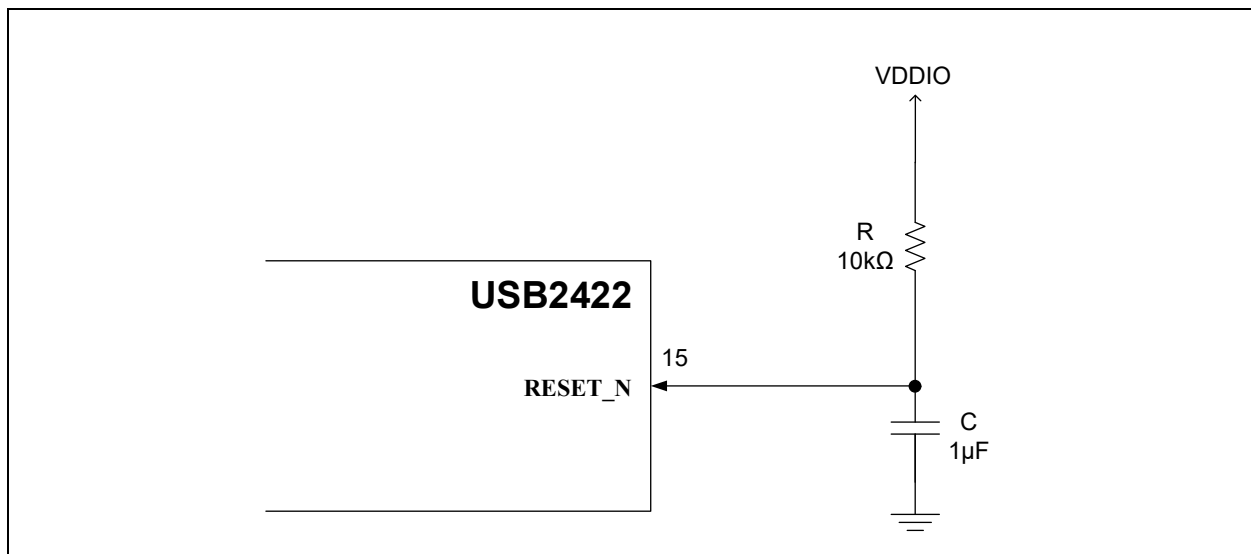 VDDIO
R
10kΩ
USB2422
15
RESET_N
C
1µF